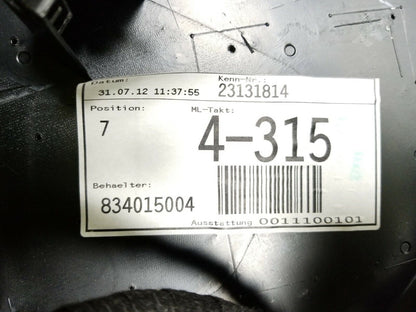 Datum: Kenn-Nr.:
31.07.12 11:37:55 23131814
Position: ML-Takt:
7 4-315
Behaelter:
834015004
Ausstattung 0011100101